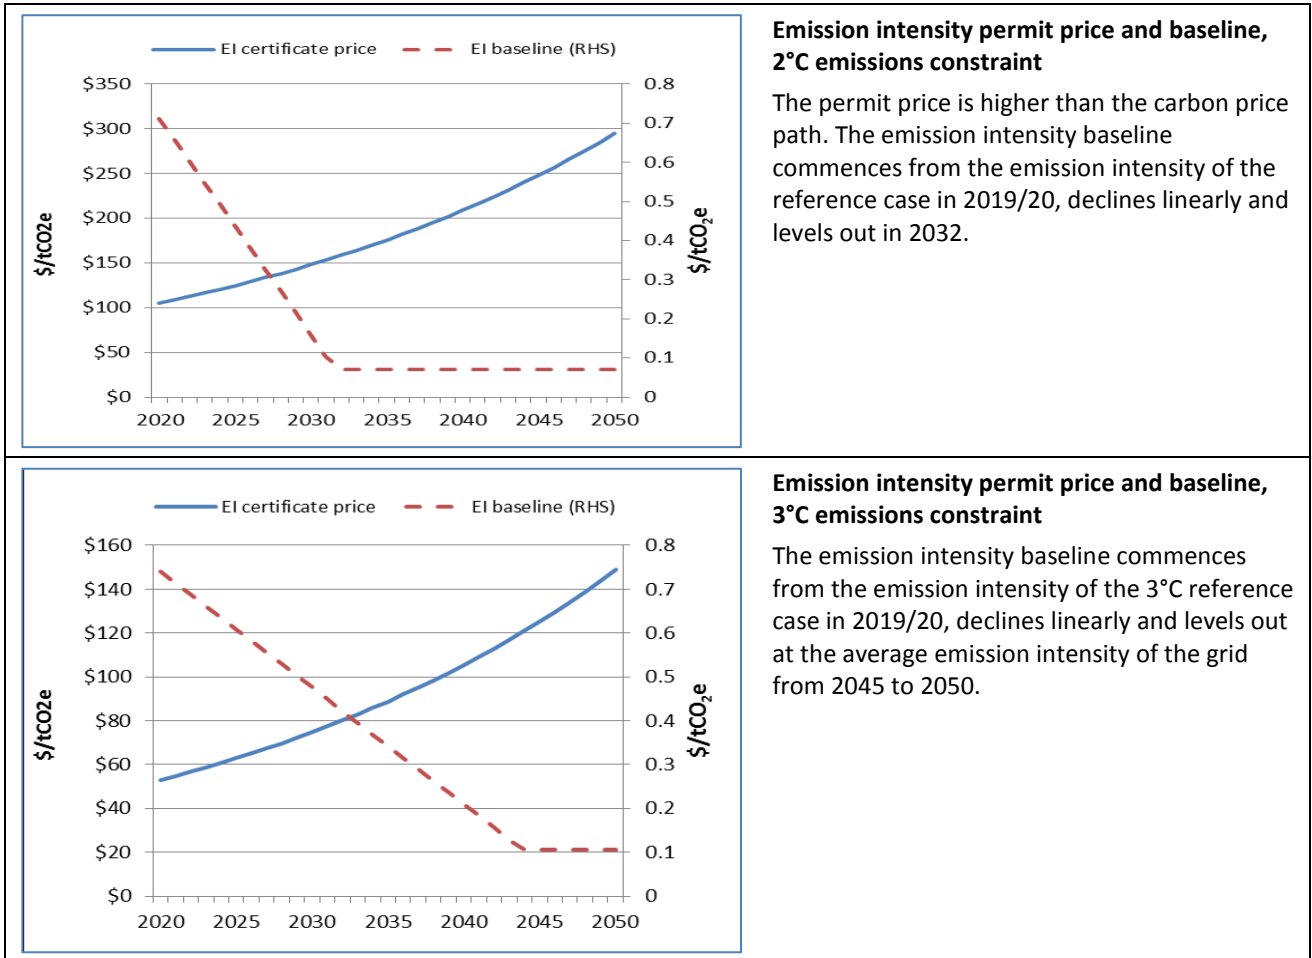 EI certificate price EI baseline (RHS)
$350
$300
$250
$200
$150
$100
$50
$0
$/tCO2e
0.8
0.7
0.6
0.5
0.4
0.3
0.2
0.1
0
$/tCO₂e
2020 2025 2030 2035 2040 2045 2050
Emission intensity permit price and baseline,
2°C emissions constraint
The permit price is higher than the carbon price
path. The emission intensity baseline
commences from the emission intensity of the
reference case in 2019/20, declines linearly and
levels out in 2032.
EI certificate price EI baseline (RHS)
$160
$140
$120
$100
$80
$60
$40
$20
$0
$/tCO2e
0.8
0.7
0.6
0.5
0.4
0.3
0.2
0.1
0
$/tCO₂e
2020 2025 2030 2035 2040 2045 2050
Emission intensity permit price and baseline,
3°C emissions constraint
The emission intensity baseline commences
from the emission intensity of the 3°C reference
case in 2019/20, declines linearly and levels out
at the average emission intensity of the grid
from 2045 to 2050.